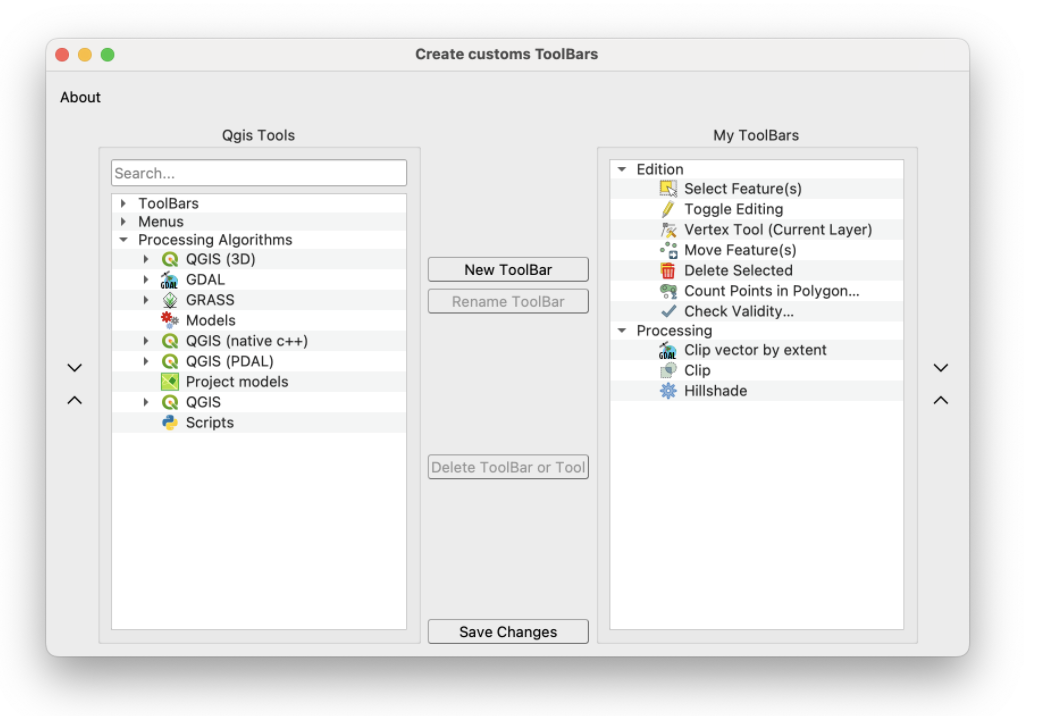 Create customs ToolBars
About
Qgis Tools
Search...
ToolBars
Menus
Processing Algorithms
QGIS (3D)
GDAL
GDAL
GRASS
Models
QGIS (native c++)
QGIS (PDAL)
Project models
QGIS
Scripts
New ToolBar
Rename ToolBar
Delete ToolBar or Tool
Save Changes
My ToolBars
Edition
Select Feature(s)
Toggle Editing
Vertex Tool (Current Layer)
Move Feature(s)
Delete Selected
Count Points in Polygon...
Check Validity...
Processing
GDAL
Clip vector by extent
Clip
Hillshade